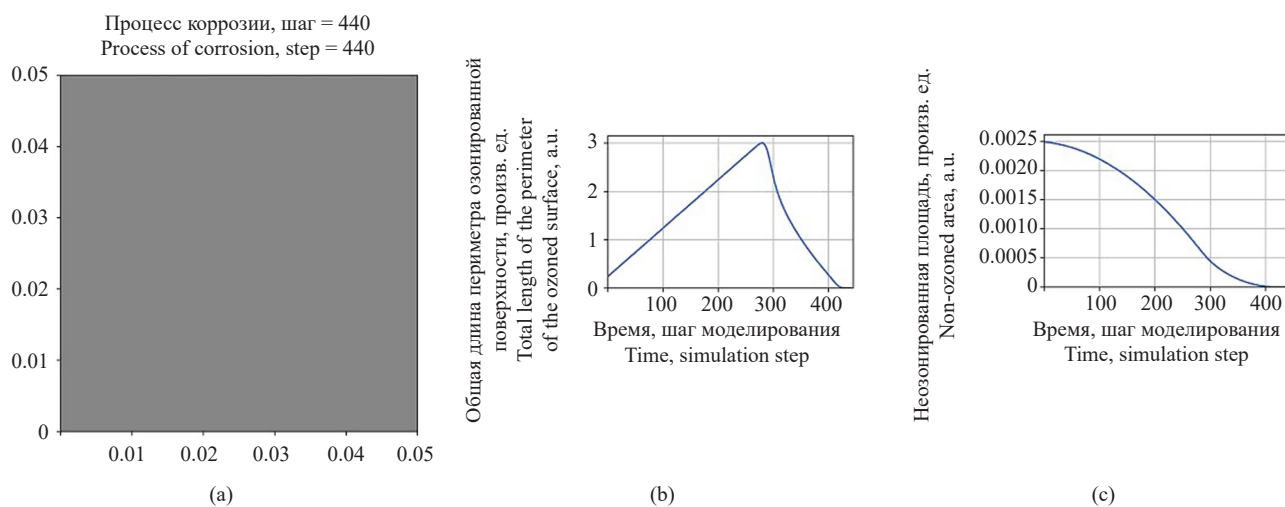 Процесс коррозии, шаг = 440
Process of corrosion, step = 440
0.05
0.04
0.03
0.02
0.01
0
0.01 0.02 0.03 0.04 0.05
(a)
Общая длина периметра озонированной
поверхности, произв. ед.
Total length of the perimeter
of the ozoned surface, a.u.
3
2
1
0
100 200 300 400
Время, шаг моделирования
Time, simulation step
(b)
Неозонированная площадь, произв. ед.
Non-ozoned area, a.u.
0.0025
0.0020
0.0015
0.0010
0.0005
0
100 200 300 400
Время, шаг моделирования
Time, simulation step
(c)